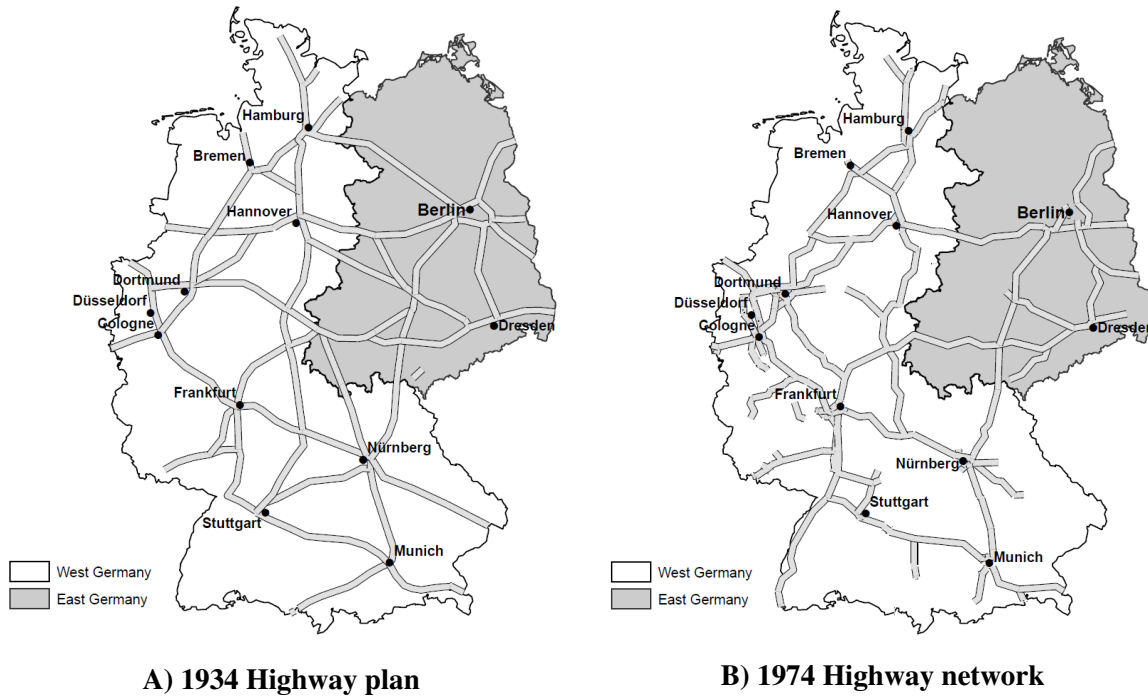 Hamburg
Bremen
Hannover
Berlin
Dortmund
Düsseldorf
Cologne
Dresden
Frankfurt
Nürnberg
Stuttgart
Munich
West Germany
East Germany
A) 1934 Highway plan
Hamburg
Bremen
Hannover
Berlin
Dortmund
Düsseldorf
Cologne
Dresden
Frankfurt
Nürnberg
Stuttgart
Munich
West Germany
East Germany
B) 1974 Highway network